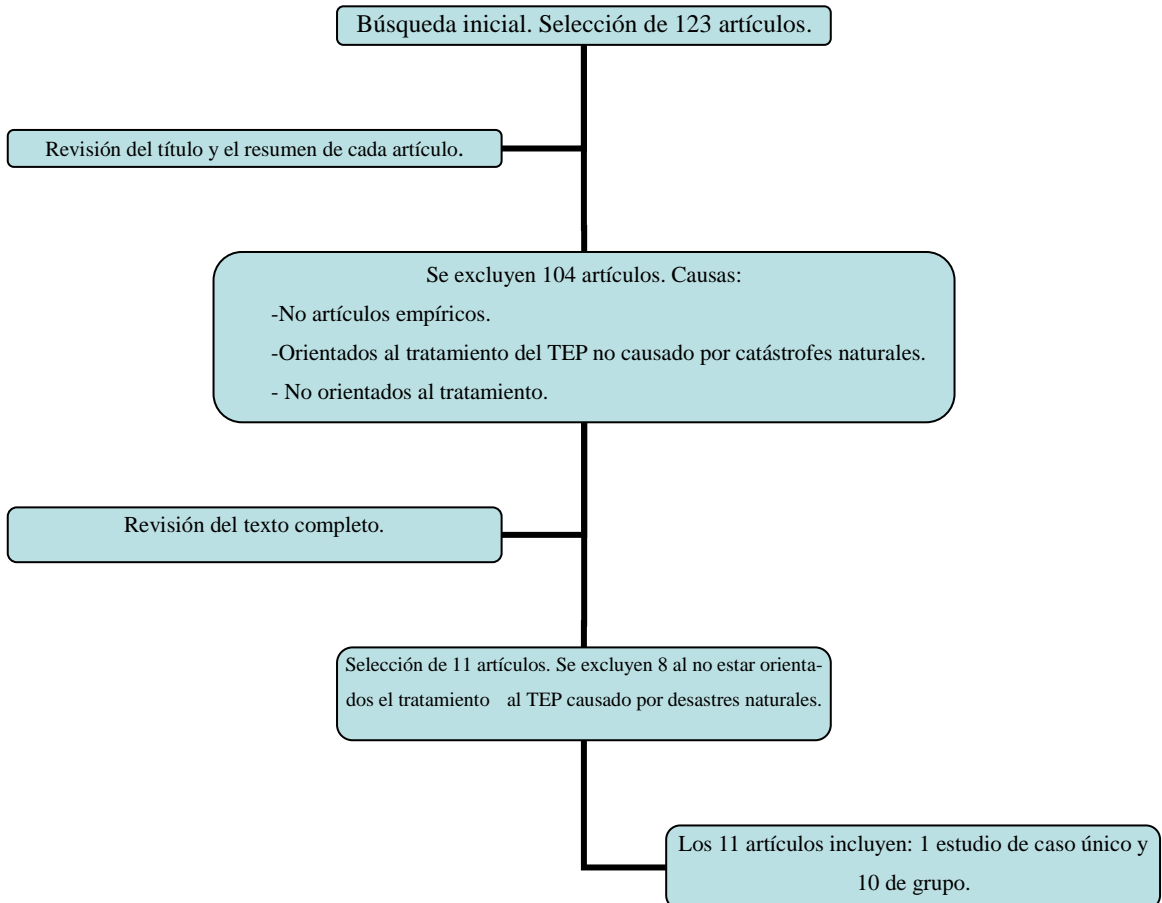 Búsqueda inicial. Selección de 123 artículos.
Revisión del título y el resumen de cada artículo.
Se excluyen 104 artículos. Causas:
-No artículos empíricos.
-Orientados al tratamiento del TEP no causado por catástrofes naturales.
- No orientados al tratamiento.
Revisión del texto completo.
Selección de 11 artículos. Se excluyen 8 al no estar orienta-
dos el tratamiento al TEP causado por desastres naturales.
Los 11 artículos incluyen: 1 estudio de caso único y
10 de grupo.